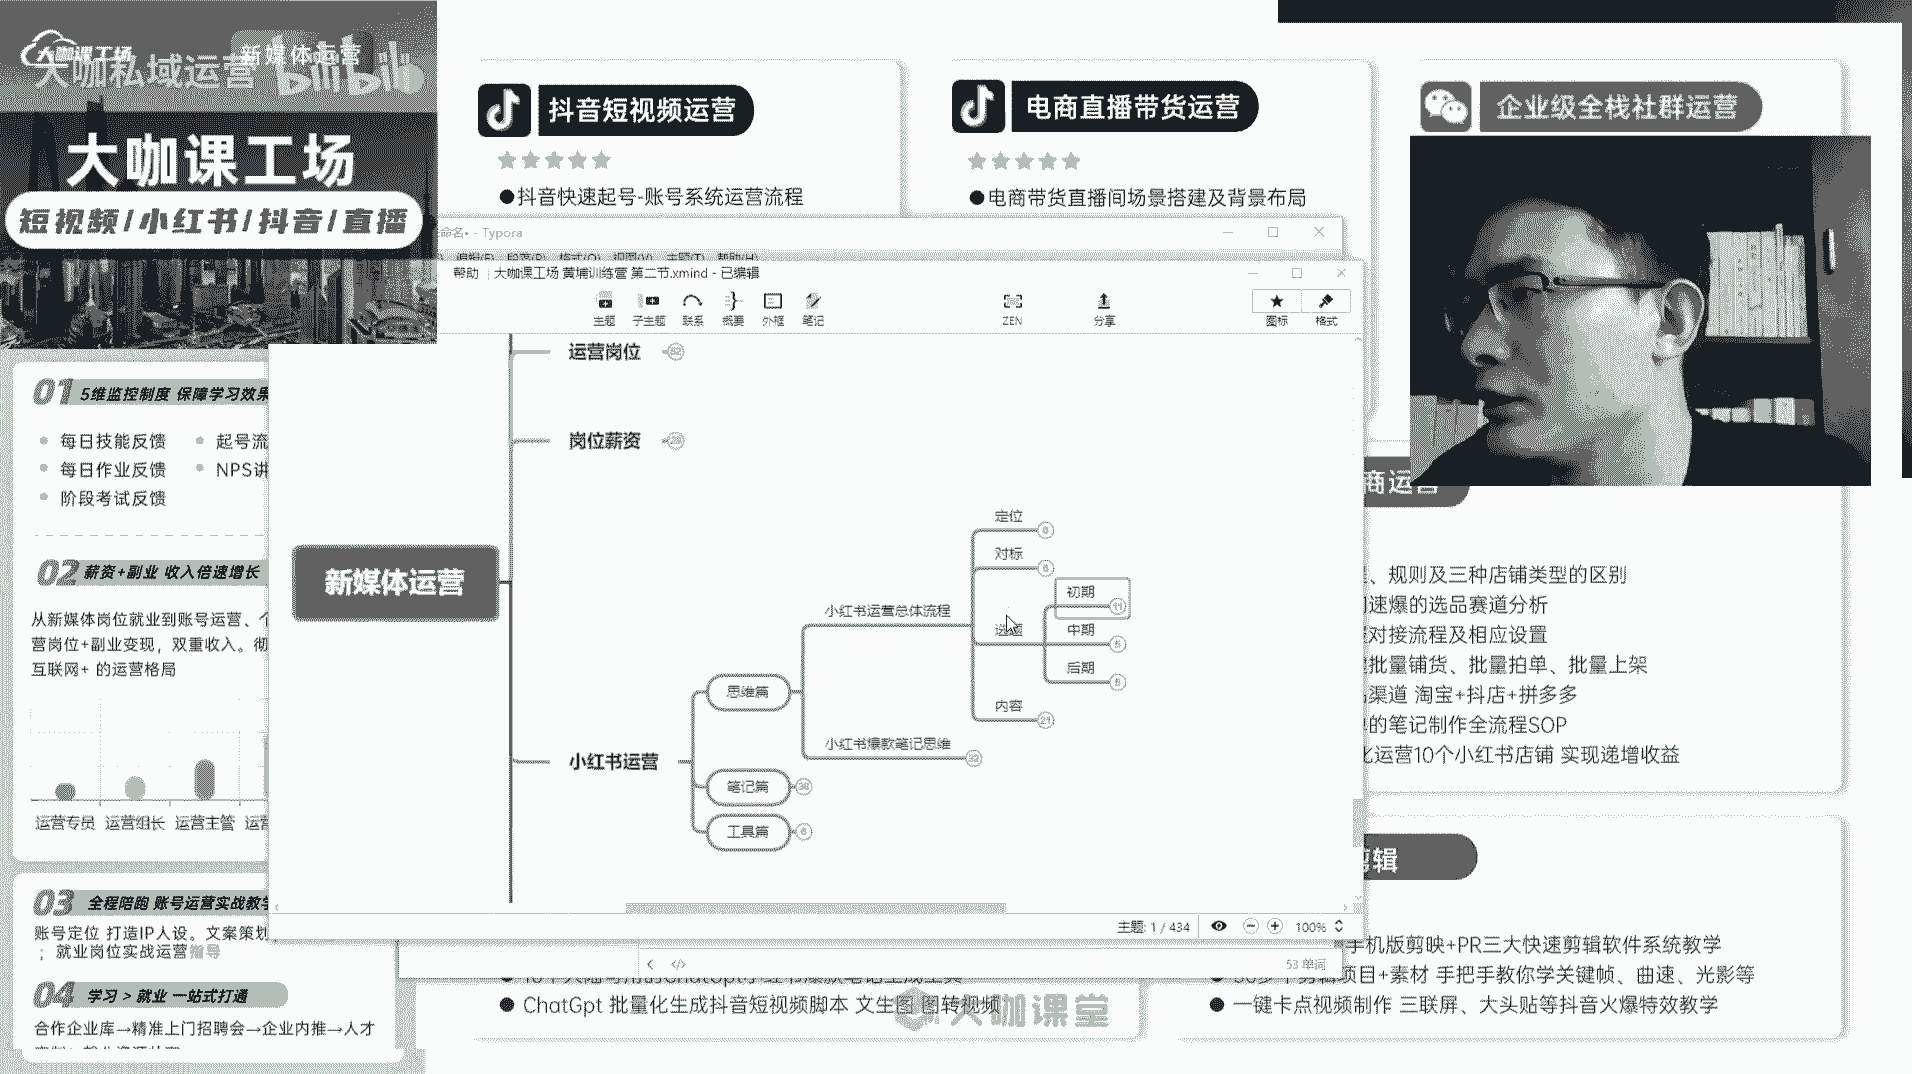 大咖课工场
大咖私域运营
新媒体运营
bilibili
大咖课工场
短视频/小红书/抖音/直播
抖音短视频运营
●抖音快速起号-账号系统运营流程
电商直播带货运营
●电商带货直播间场景搭建及背景布局
企业级全栈社群运营
Typora
编辑(E) 段落(P) 格式(O) 视图(V) 主题(T) 帮助(H)
帮助 大咖课工场 黄埔训练营 第二节.xmind - 已编辑
主题 子主题 联系 概要 外框 笔记 ZEN 分享 图标 格式
运营岗位
岗位薪资 28
新媒体运营
定位
对标
初期 11
选题
中期 5
后期
内容 21
小红书运营总体流程
思维篇
小红书爆款笔记思维 32
小红书运营
笔记篇
工具篇 6
主题: 1 / 434 100%
53 单词
01 5维监控制度 保障学习效果
每日技能反馈
起号流
每日作业反馈
NPS讲
阶段考试反馈
02 薪资+副业 收入倍速增长
从新媒体岗位就业到账号运营、
营岗位+副业变现，双重收入。彻
互联网+ 的运营格局
运营专员 运营组长 运营主管 运营
03 全程陪跑 账号运营实战教学
账号定位 打造IP人设。文案策划
；就业岗位实战运营指导
04 学习 > 就业 一站式打通
合作企业库→精准上门招聘会→企业内推→人才
商运营
、规则及三种店铺类型的区别
速爆的选品赛道分析
对接流程及相应设置
批量铺货、批量拍单、批量上架
渠道 淘宝+抖店+拼多多
的笔记制作全流程SOP
运营10个小红书店铺 实现递增收益
辑
手机版剪映+PR三大快速剪辑软件系统教学
项目+素材 手把手教你学关键帧、曲速、光影等
● 一键卡点视频制作 三联屏、大头贴等抖音火爆特效教学
● ChatGpt 批量化生成抖音短视频脚本 文生图 图转视频
大咖课堂